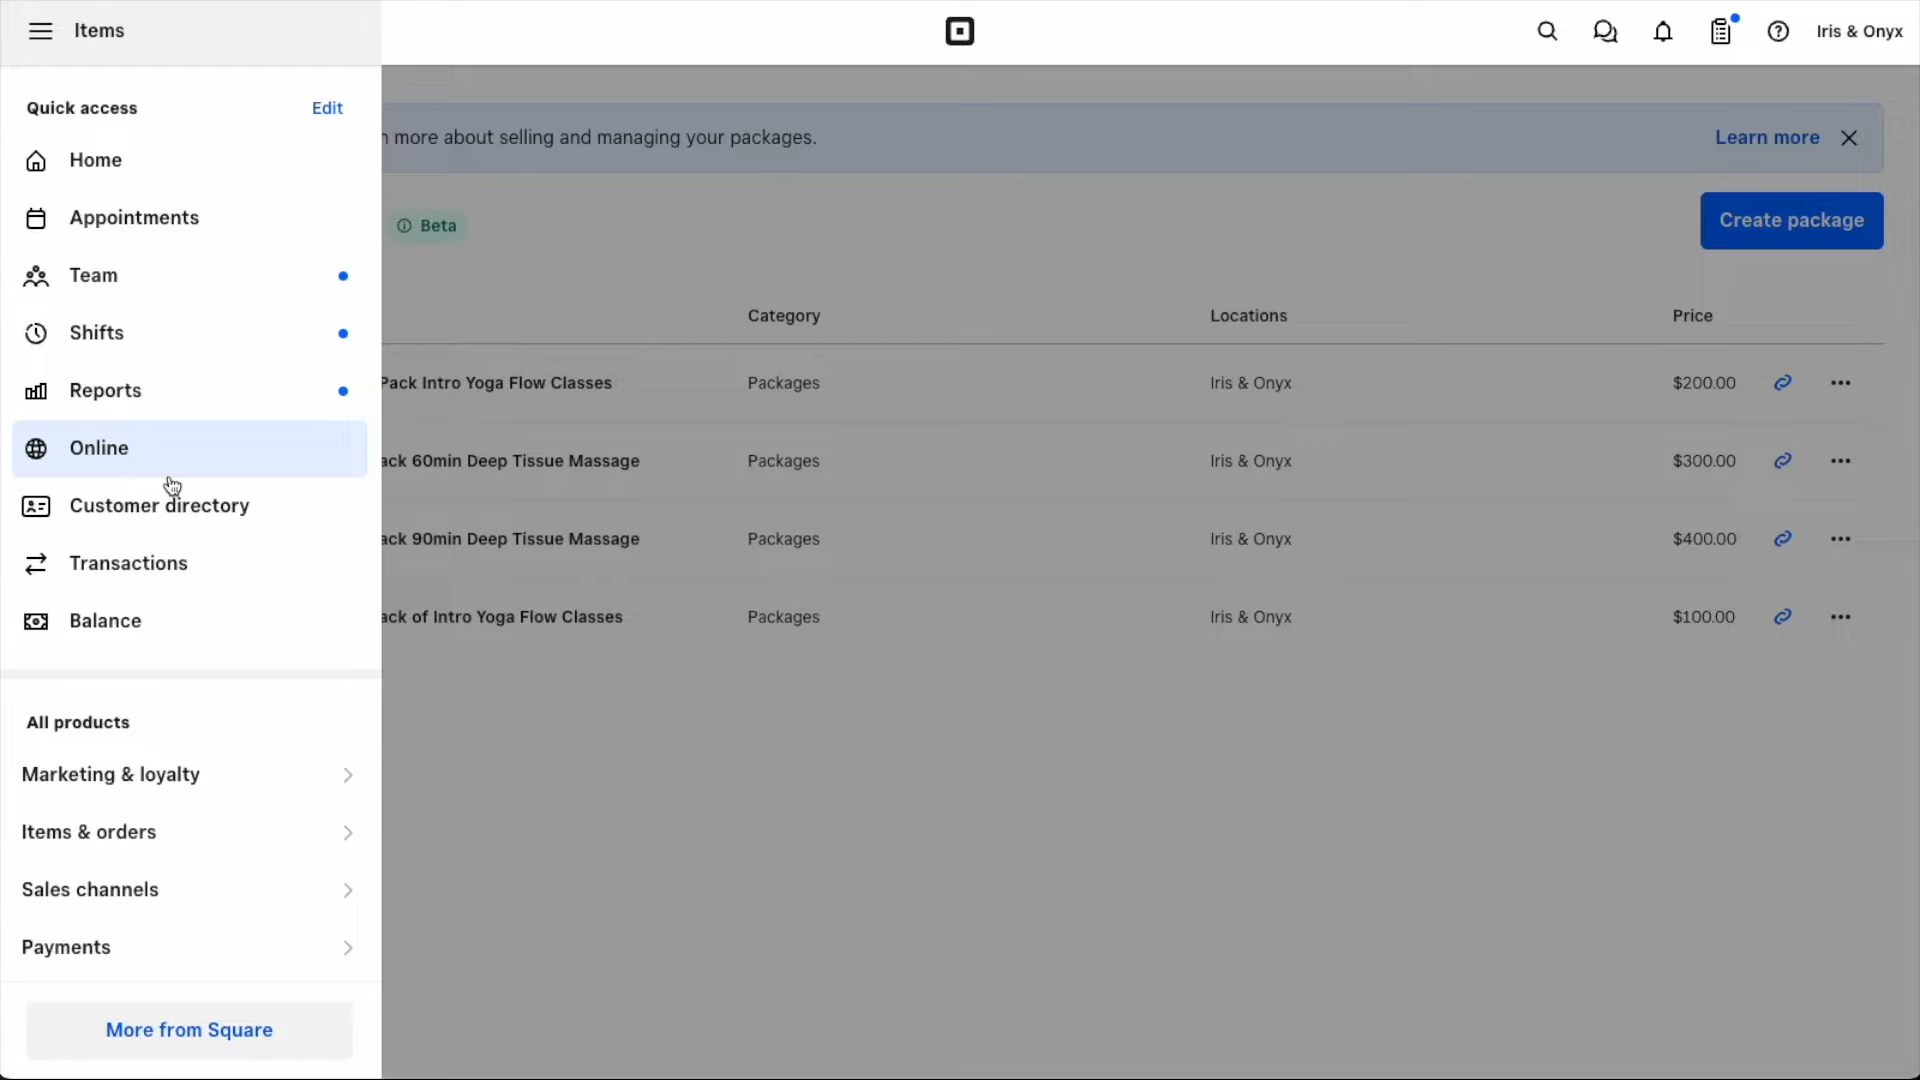 Items
Iris & Onyx
Quick access
Edit
Home
Appointments
Team
Shifts
Reports
Online
Customer directory
Transactions
Balance
All products
Marketing & loyalty
Items & orders
Sales channels
Payments
More from Square
more about selling and managing your packages.
Learn more
Beta
Create package
Category Locations Price
Pack Intro Yoga Flow Classes Packages Iris & Onyx $200.00
60min Deep Tissue Massage Packages Iris & Onyx $300.00
90min Deep Tissue Massage Packages Iris & Onyx $400.00
of Intro Yoga Flow Classes Packages Iris & Onyx $100.00